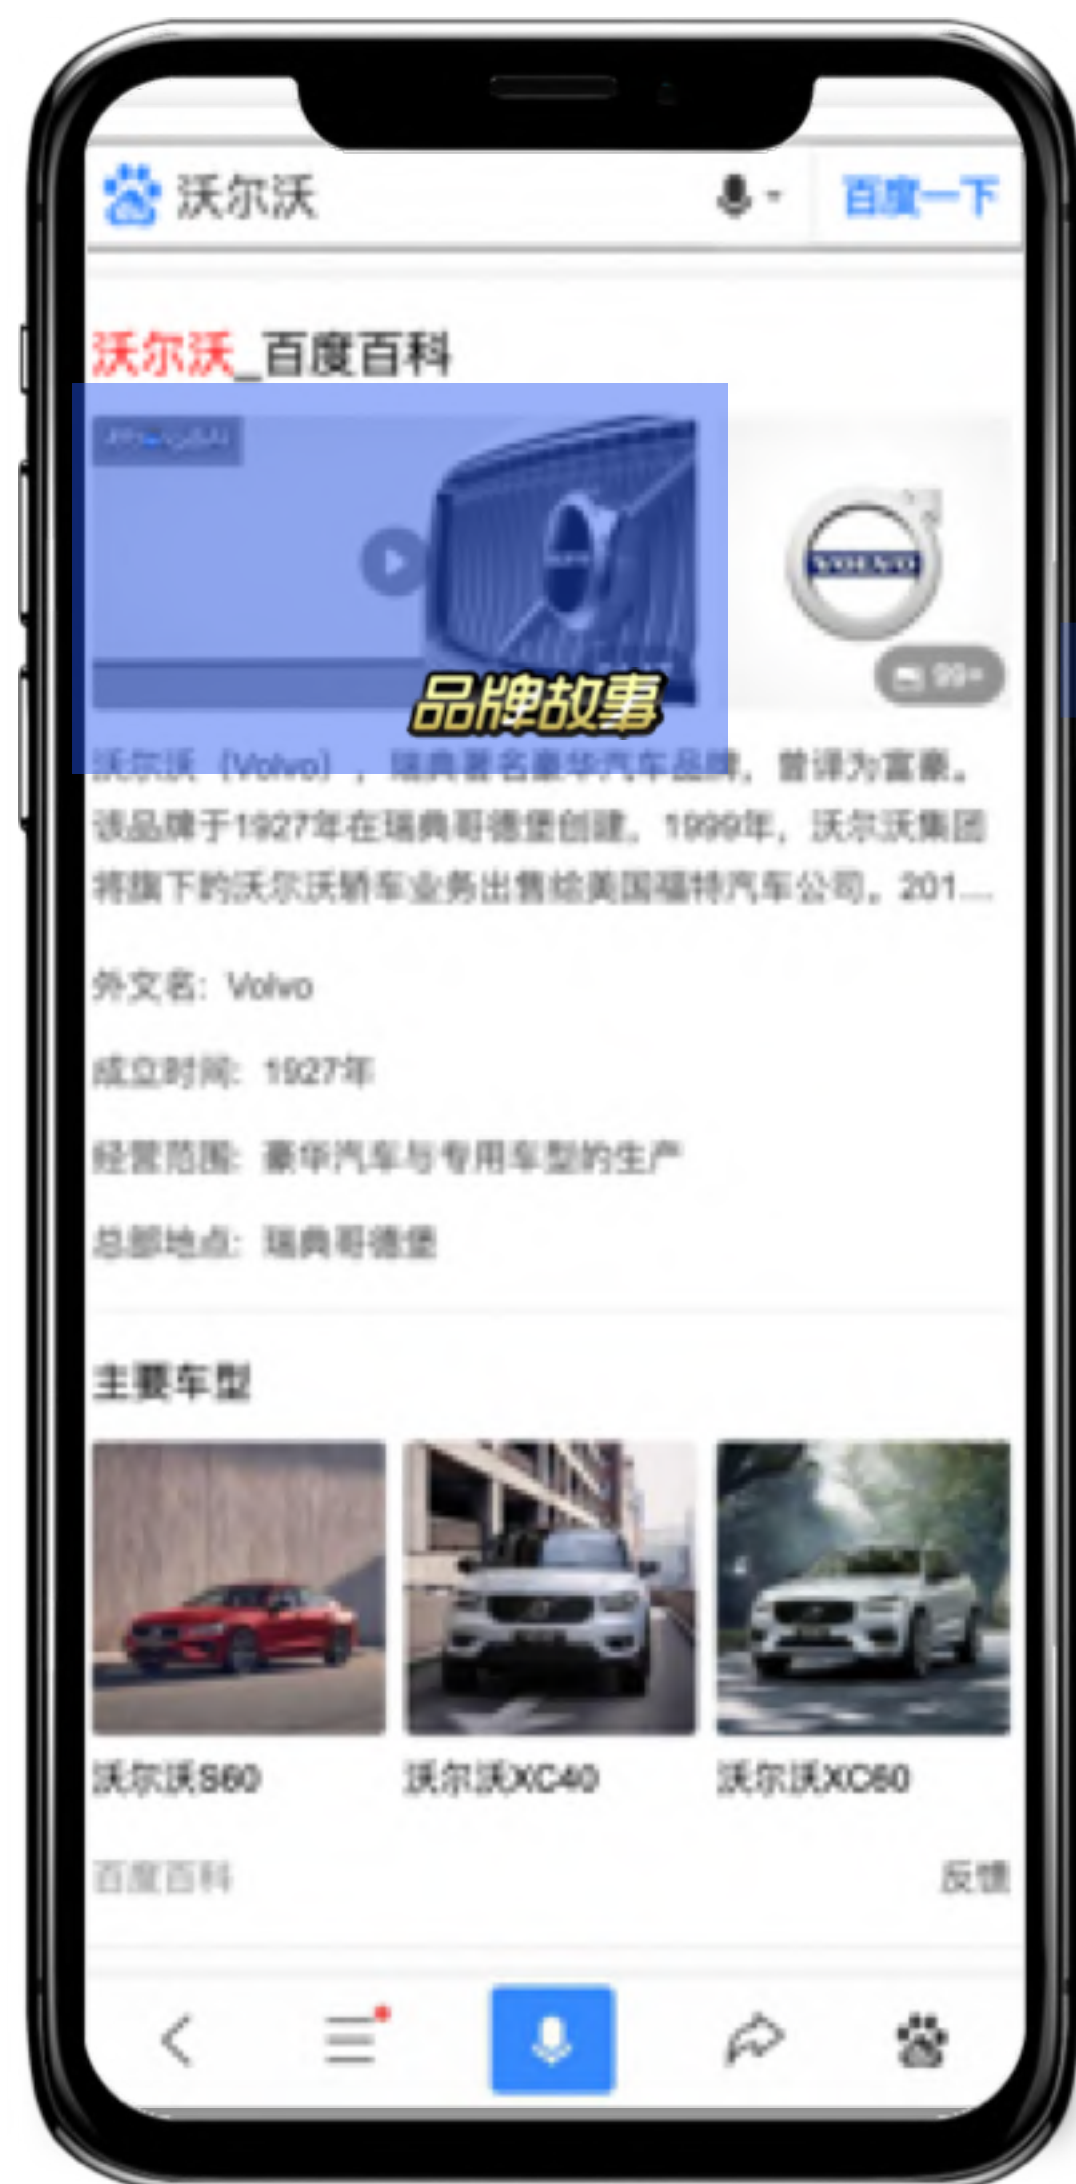 沃尔沃
百度一下
沃尔沃_百度百科
VOLVO
99+
品牌故事
沃尔沃（Volvo），瑞典著名豪华汽车品牌，曾译为富豪。
该品牌于1927年在瑞典哥德堡创建。1999年，沃尔沃集团
将旗下的沃尔沃轿车业务出售给美国福特汽车公司。201...
外文名：Volvo
成立时间：1927年
经营范围：豪华汽车与专用车型的生产
总部地点：瑞典哥德堡
主要车型
沃尔沃S60
沃尔沃XC40
沃尔沃XC60
百度百科
反馈